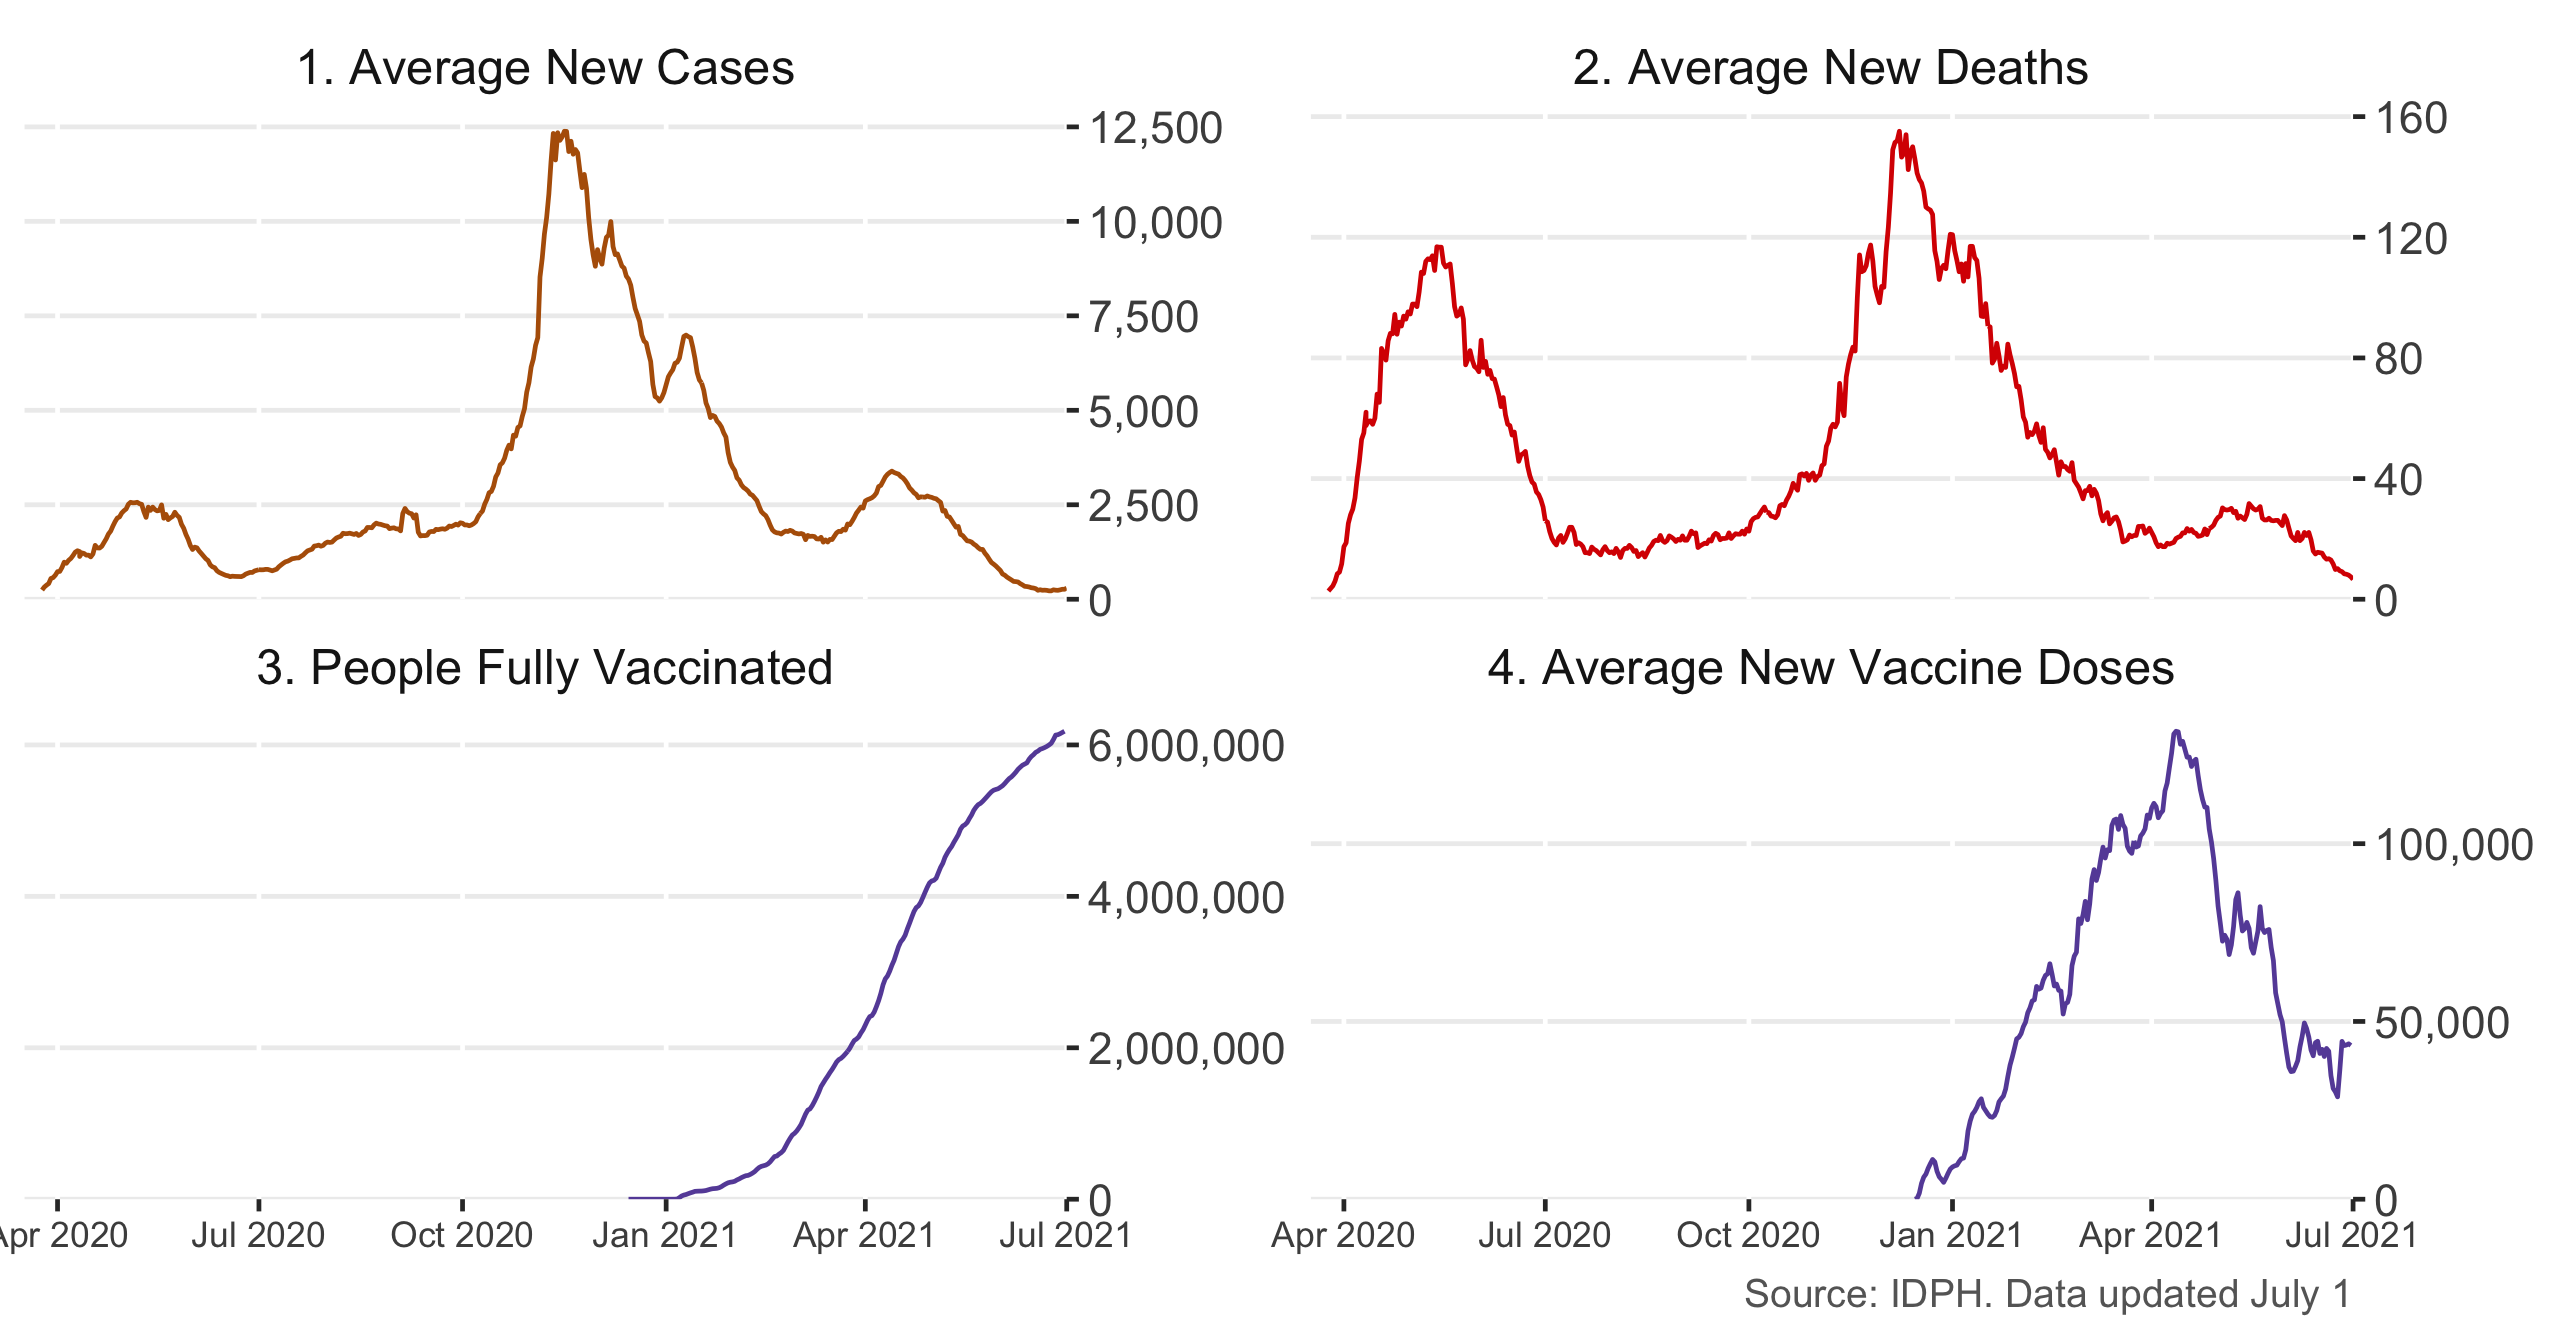 1. Average New Cases
12,500
10,000
7,500
5,000
2,500
0
2. Average New Deaths
160
120
80
40
0
3. People Fully Vaccinated
6,000,000
4,000,000
2,000,000
0
Apr 2020 Jul 2020 Oct 2020 Jan 2021 Apr 2021 Jul 2021
4. Average New Vaccine Doses
100,000
50,000
0
Apr 2020 Jul 2020 Oct 2020 Jan 2021 Apr 2021 Jul 2021
Source: IDPH. Data updated July 1